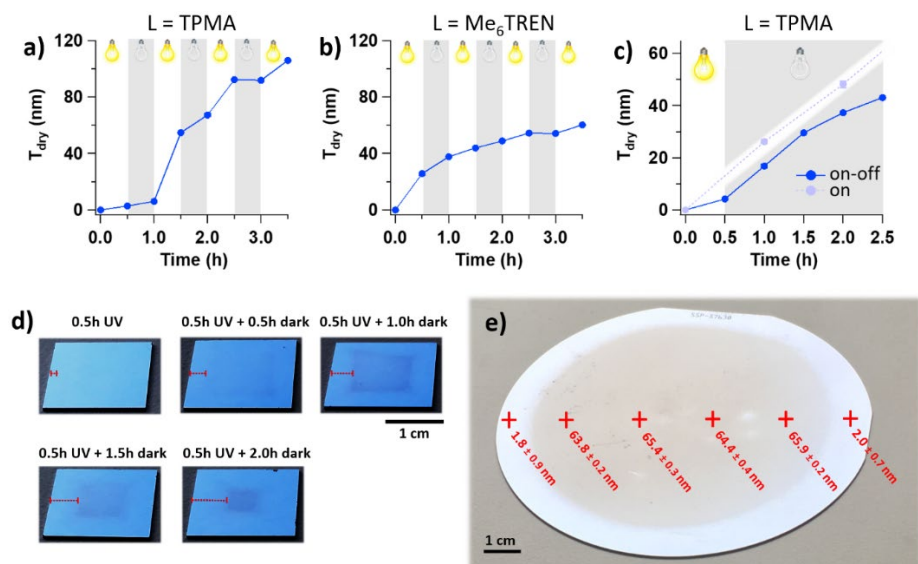 L = TPMA
L = Me₆TREN
L = TPMA
a)
120
80
40
0
T_dry (nm)
0.0 1.0 2.0 3.0
Time (h)
b)
120
80
40
0
T_dry (nm)
0.0 1.0 2.0 3.0
Time (h)
c)
60
40
20
0
T_dry (nm)
on-off
on
0.0 0.5 1.0 1.5 2.0 2.5
Time (h)
d)
0.5h UV
0.5h UV + 0.5h dark
0.5h UV + 1.0h dark
1 cm
0.5h UV + 1.5h dark
0.5h UV + 2.0h dark
e)
1.8 ± 0.9 nm
63.8 ± 0.2 nm
65.4 ± 0.3 nm
64.4 ± 0.4 nm
65.9 ± 0.2 nm
2.0 ± 0.7 nm
1 cm